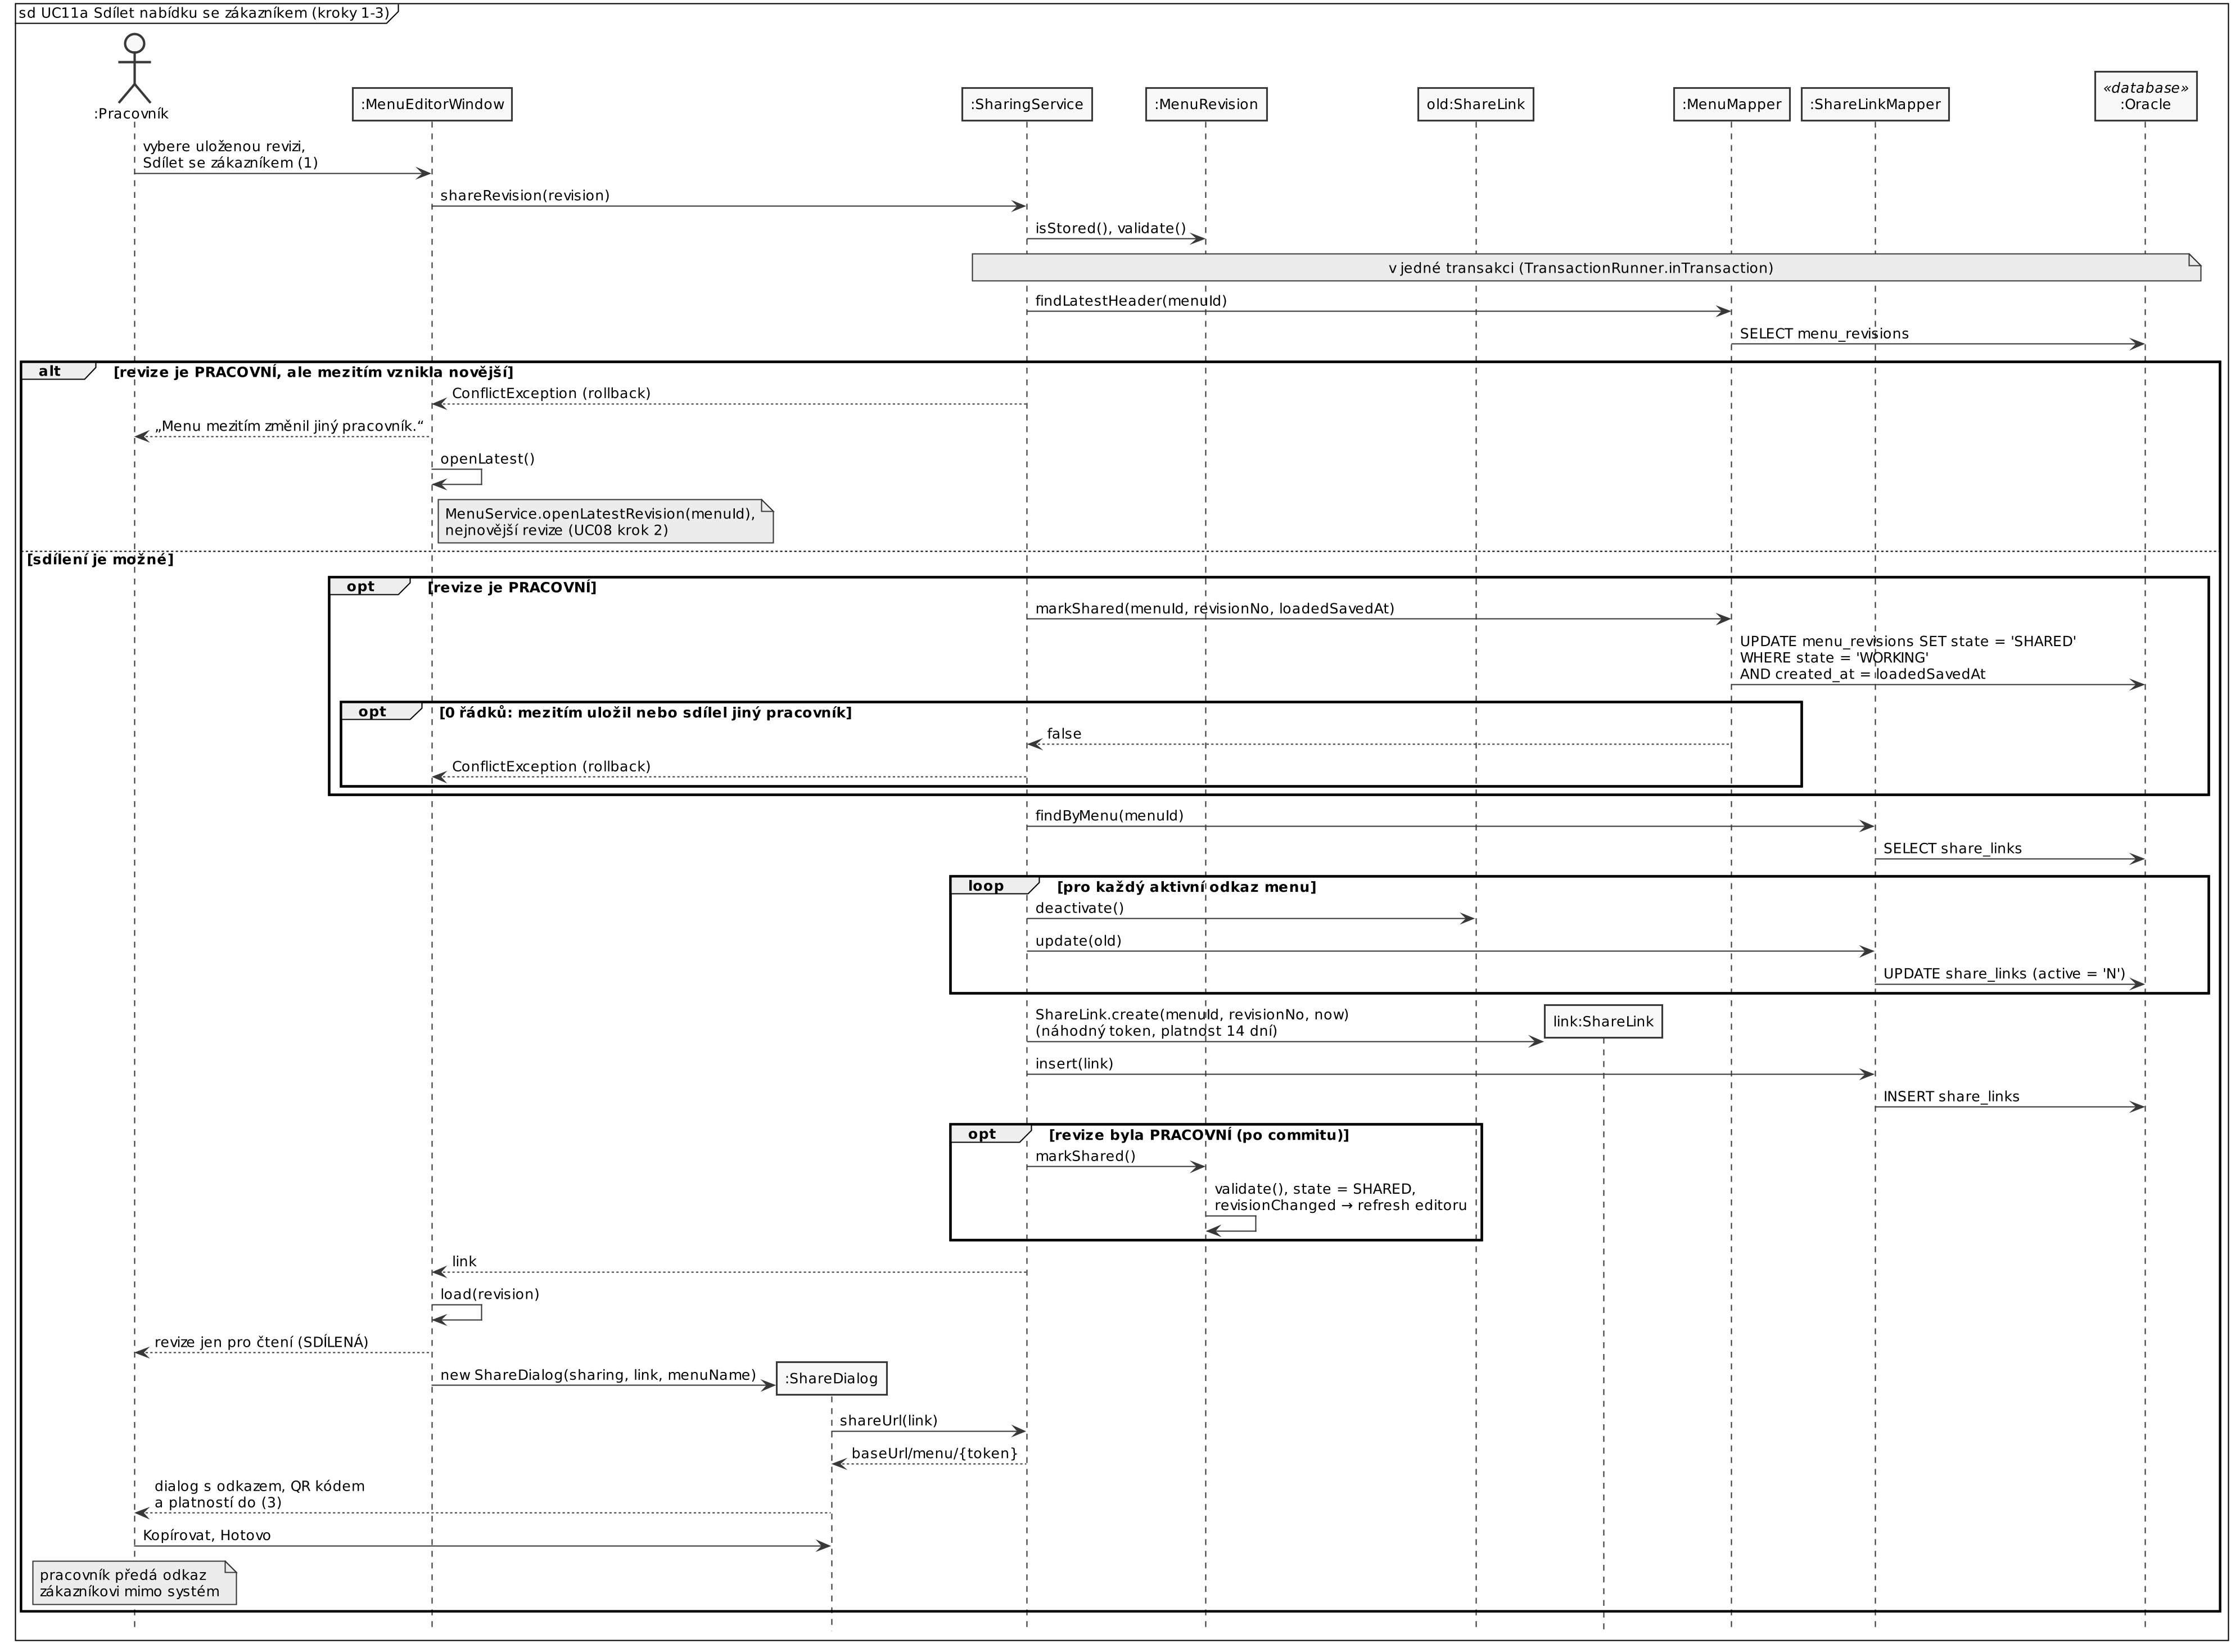 sd UC11a Sdílet nabídku se zákazníkem (kroky 1-3)
:Pracovník
:MenuEditorWindow
:SharingService
:MenuRevision
old:ShareLink
:MenuMapper
:ShareLinkMapper
«database»
:Oracle
vybere uloženou revizi,
Sdílet se zákazníkem (1)
shareRevision(revision)
isStored(), validate()
v jedné transakci (TransactionRunner.inTransaction)
findLatestHeader(menuId)
SELECT menu_revisions
alt [revize je PRACOVNÍ, ale mezitím vznikla novější]
ConflictException (rollback)
„Menu mezitím změnil jiný pracovník.“
openLatest()
MenuService.openLatestRevision(menuId),
nejnovější revize (UC08 krok 2)
[sdílení je možné]
opt [revize je PRACOVNÍ]
markShared(menuId, revisionNo, loadedSavedAt)
UPDATE menu_revisions SET state = 'SHARED'
WHERE state = 'WORKING'
AND created_at = loadedSavedAt
opt [0 řádků: mezitím uložil nebo sdílel jiný pracovník]
false
ConflictException (rollback)
findByMenu(menuId)
SELECT share_links
loop [pro každý aktivní odkaz menu]
deactivate()
update(old)
UPDATE share_links (active = 'N')
ShareLink.create(menuId, revisionNo, now)
(náhodný token, platnost 14 dní)
link:ShareLink
insert(link)
INSERT share_links
opt [revize byla PRACOVNÍ (po commitu)]
markShared()
validate(), state = SHARED,
revisionChanged → refresh editoru
link
load(revision)
revize jen pro čtení (SDÍLENÁ)
new ShareDialog(sharing, link, menuName)
:ShareDialog
shareUrl(link)
baseUrl/menu/{token}
dialog s odkazem, QR kódem
a platností do (3)
Kopírovat, Hotovo
pracovník předá odkaz
zákazníkovi mimo systém